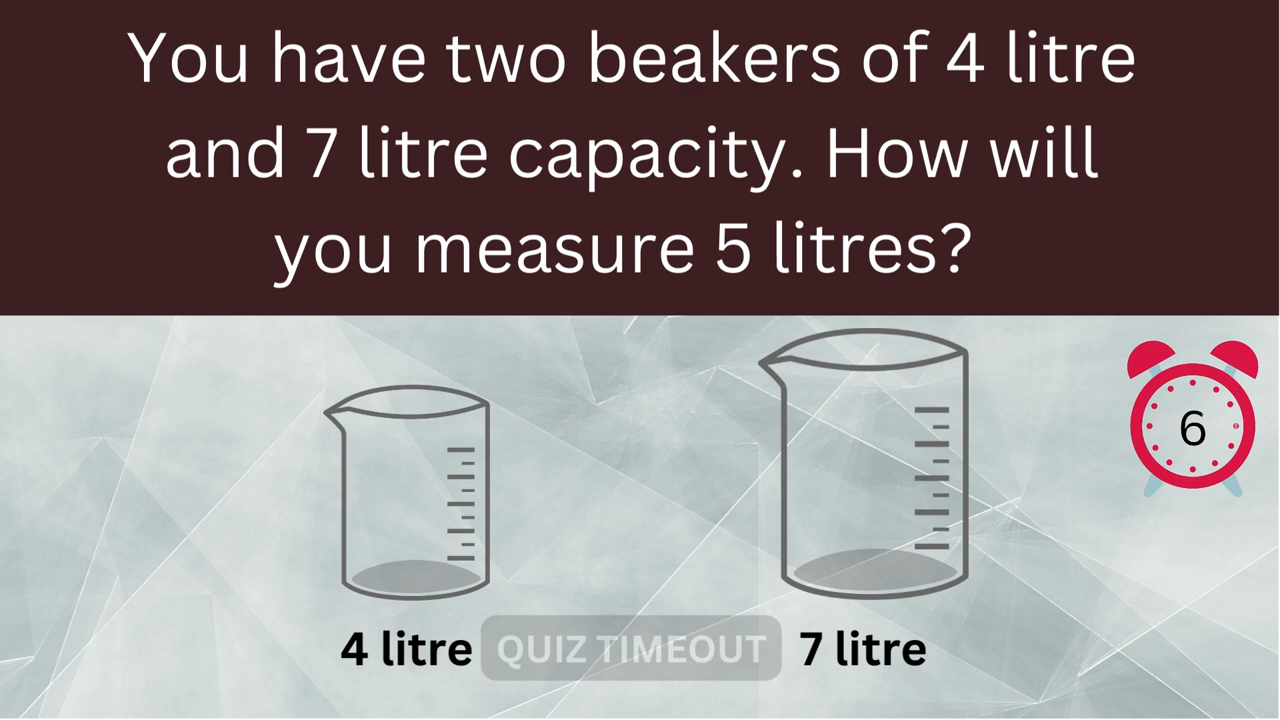 You have two beakers of 4 litre
and 7 litre capacity. How will
you measure 5 litres?
6
4 litre
QUIZ TIMEOUT
7 litre